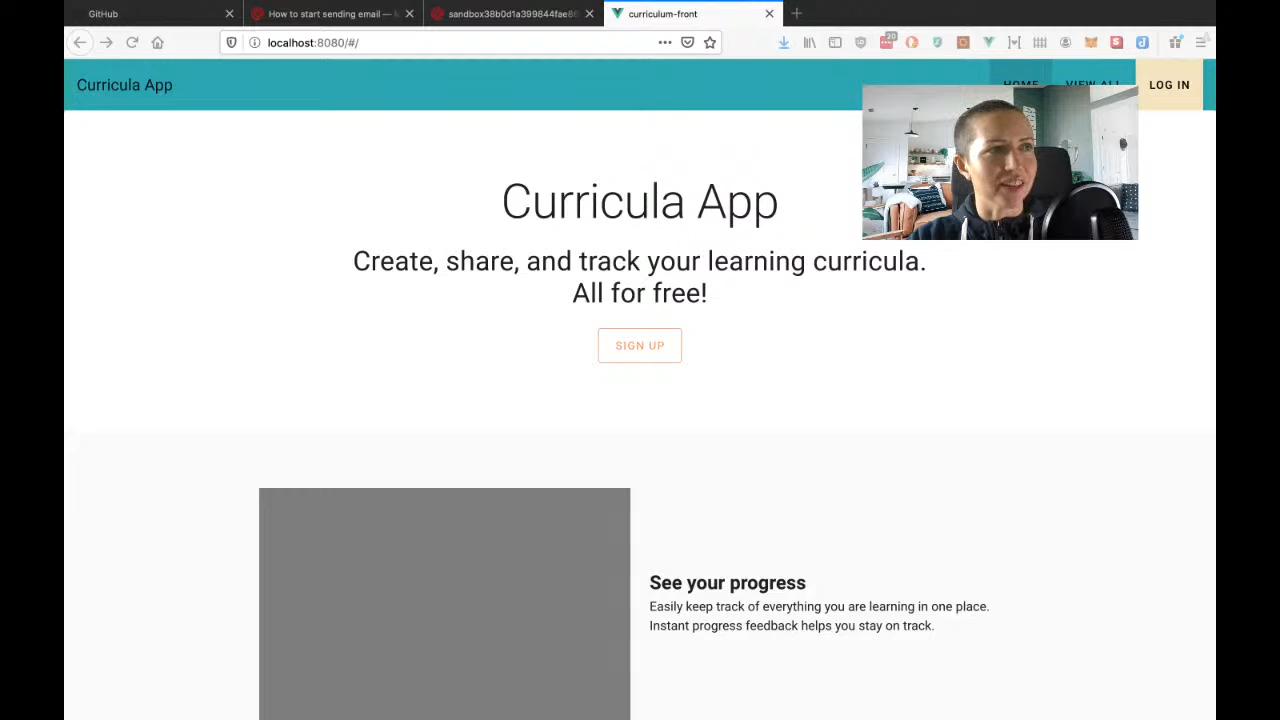 GitHub
How to start sending email —
sandbox38b0d1a399844fae8
curriculum-front
localhost:8080/#/
20
Curricula App
HOME
VIEW ALL
LOG IN
Curricula App
Create, share, and track your learning curricula.
All for free!
SIGN UP
See your progress
Easily keep track of everything you are learning in one place.
Instant progress feedback helps you stay on track.